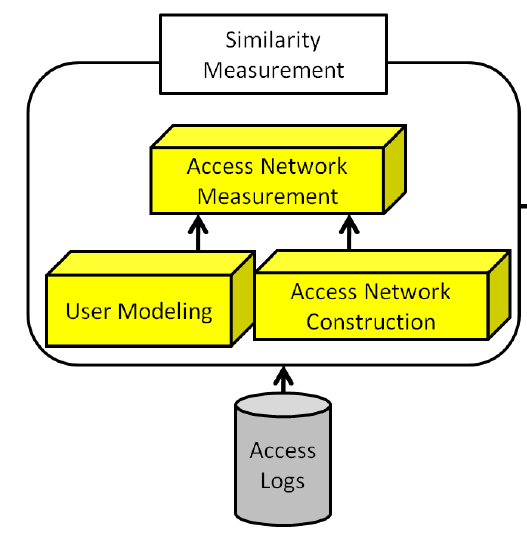 Similarity
Measurement
Access Network
Measurement
User Modeling
Access Network
Construction
Access
Logs